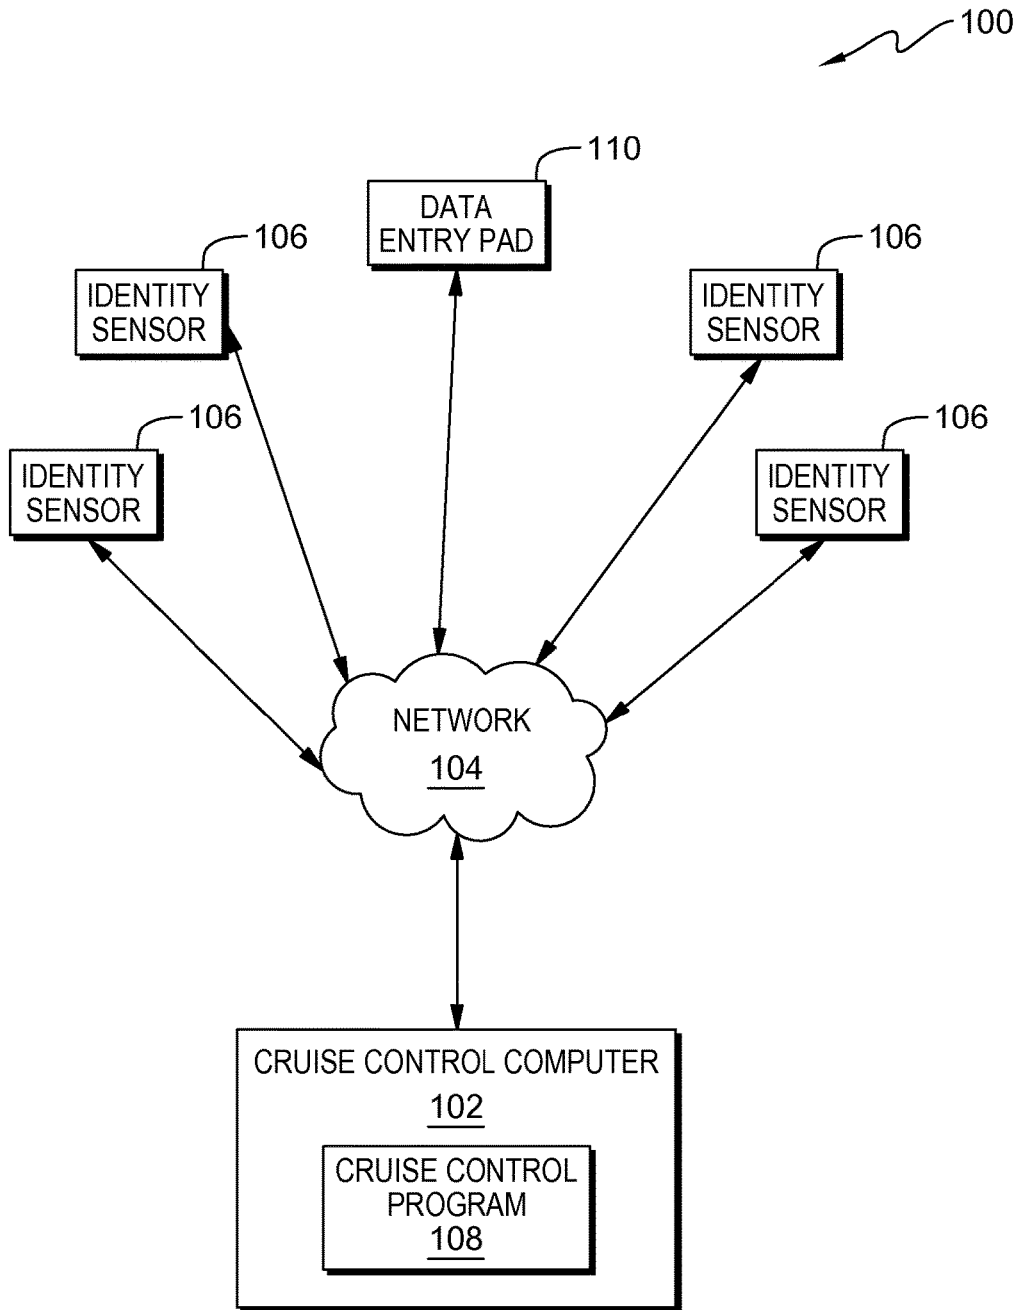 100
110
DATA
ENTRY PAD
106
IDENTITY
SENSOR
106
IDENTITY
SENSOR
106
IDENTITY
SENSOR
106
IDENTITY
SENSOR
NETWORK
104
CRUISE CONTROL COMPUTER
102
CRUISE CONTROL
PROGRAM
108